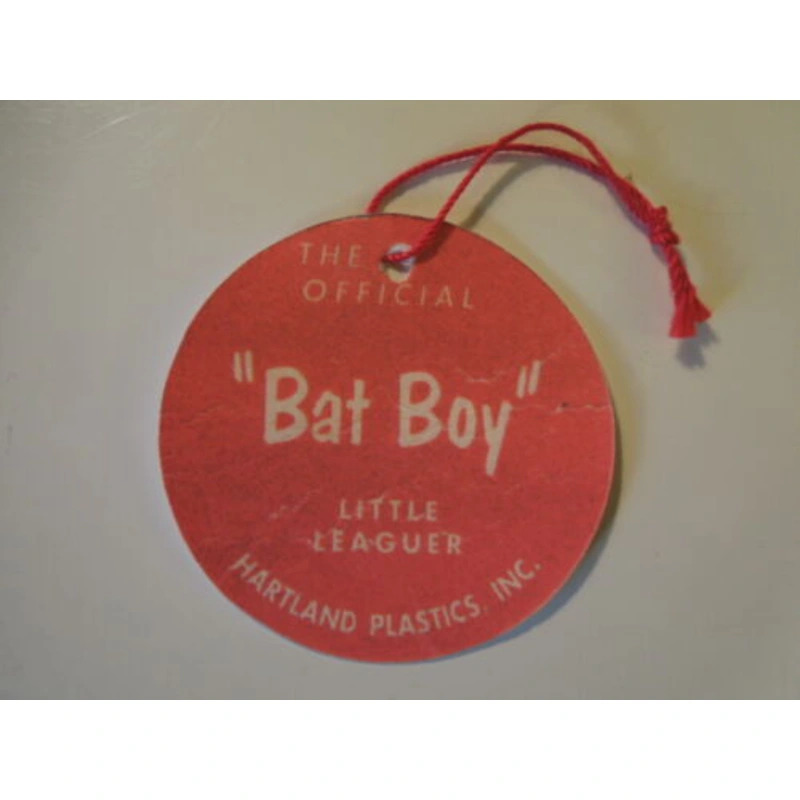 THE
OFFICIAL
"Bat Boy"
LITTLE
LEAGUER
HARTLAND PLASTICS, INC.